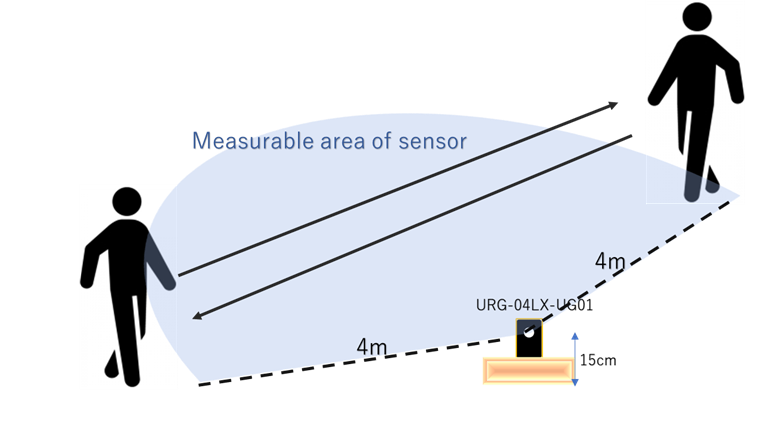 Measurable area of sensor
4m
URG-04LX-UG01
4m
15cm